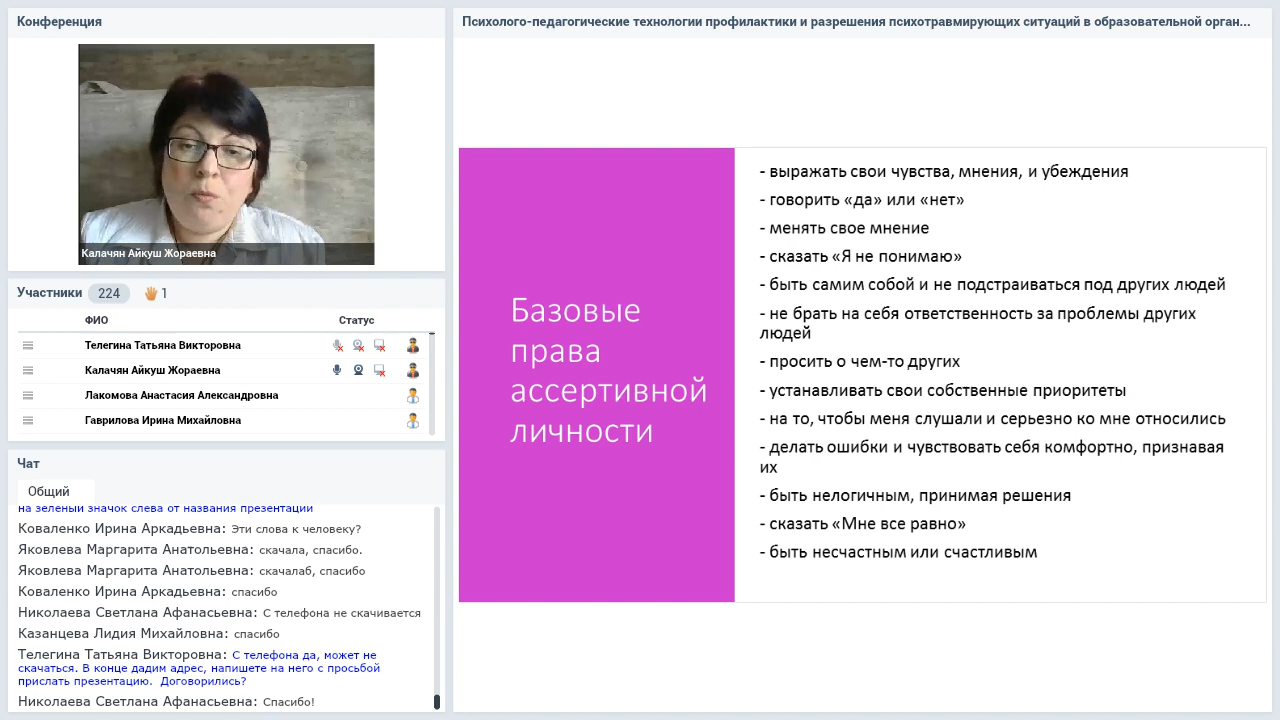 Конференция
Калачян Айкуш Жораевна
Участники 224 1
ФИО Статус
Телегина Татьяна Викторовна
Калачян Айкуш Жораевна
Лакомова Анастасия Александровна
Гаврилова Ирина Михайловна
Чат
Общий
на зеленый значок слева от названия презентации
Коваленко Ирина Аркадьевна: Эти слова к человеку?
Яковлева Маргарита Анатольевна: скачала, спасибо.
Яковлева Маргарита Анатольевна: скачалаб, спасибо
Коваленко Ирина Аркадьевна: спасибо
Николаева Светлана Афанасьевна: С телефона не скачивается
Казанцева Лидия Михайловна: спасибо
Телегина Татьяна Викторовна: С телефона да, может не
скачаться. В конце дадим адрес, напишете на него с просьбой
прислать презентацию. Договорились?
Николаева Светлана Афанасьевна: Спасибо!
Психолого-педагогические технологии профилактики и разрешения психотравмирующих ситуаций в образовательной орган...
Базовые
права
ассертивной
личности
- выражать свои чувства, мнения, и убеждения
- говорить «да» или «нет»
- менять свое мнение
- сказать «Я не понимаю»
- быть самим собой и не подстраиваться под других людей
- не брать на себя ответственность за проблемы других
людей
- просить о чем-то других
- устанавливать свои собственные приоритеты
- на то, чтобы меня слушали и серьезно ко мне относились
- делать ошибки и чувствовать себя комфортно, признавая
их
- быть нелогичным, принимая решения
- сказать «Мне все равно»
- быть несчастным или счастливым